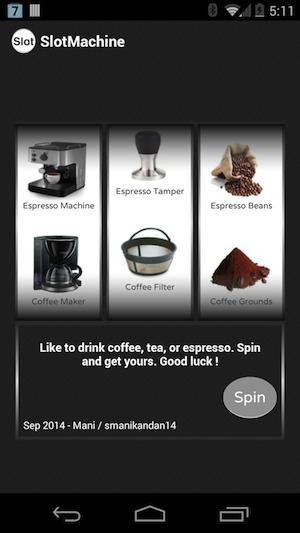 7
5:11
Slot
SlotMachine
Espresso Machine
Espresso Tamper
Espresso Beans
Coffee Maker
Coffee Filter
Coffee Grounds
Like to drink coffee, tea, or espresso. Spin
and get yours. Good luck !
Spin
Sep 2014 - Mani / smanikandan14